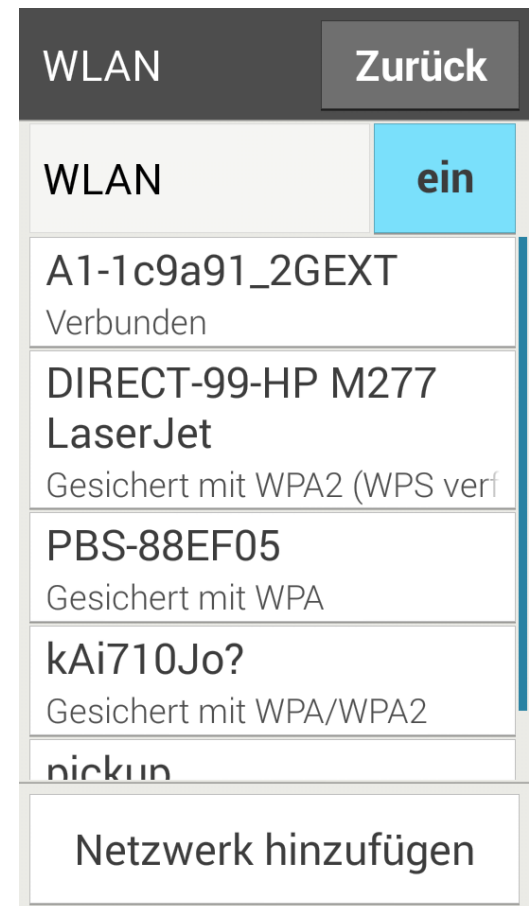 WLAN Zurück
WLAN ein
A1-1c9a91_2GEXT
Verbunden
DIRECT-99-HP M277
LaserJet
Gesichert mit WPA2 (WPS verf
PBS-88EF05
Gesichert mit WPA
kAi710Jo?
Gesichert mit WPA/WPA2
pickup
Netzwerk hinzufügen